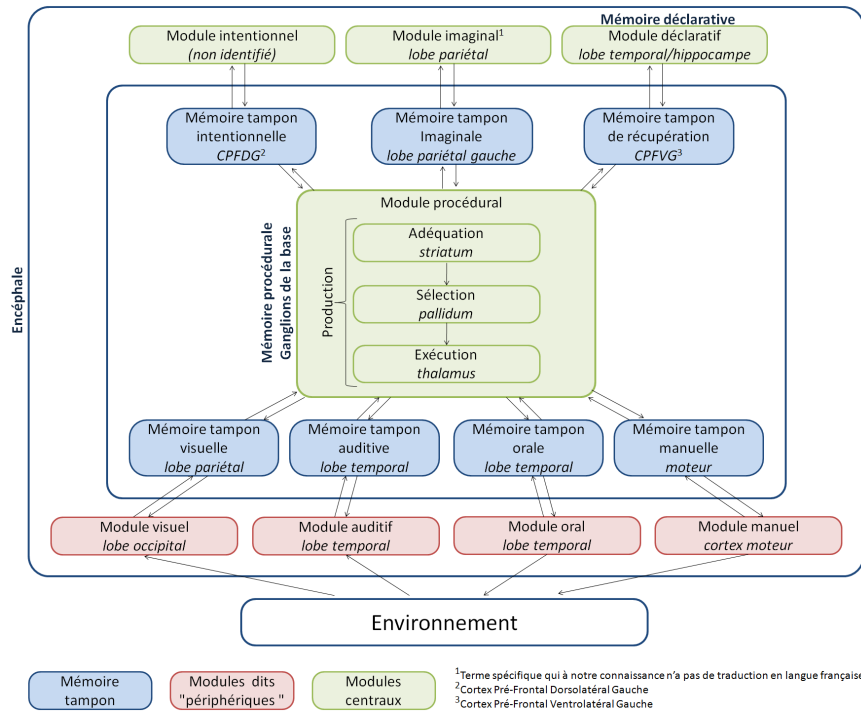 Mémoire déclarative
Module intentionnel
(non identifié)
Module imaginal¹
lobe pariétal
Module déclaratif
lobe temporal/hippocampe
Mémoire tampon
intentionnelle
CPFDG²
Mémoire tampon
Imaginale
lobe pariétal gauche
Mémoire tampon
de récupération
CPFVG³
Encéphale
Mémoire procédurale
Ganglions de la base
Module procédural
Production
Adéquation
striatum
Sélection
pallidum
Exécution
thalamus
Mémoire tampon
visuelle
lobe pariétal
Mémoire tampon
auditive
lobe temporal
Mémoire tampon
orale
lobe temporal
Mémoire tampon
manuelle
moteur
Module visuel
lobe occipital
Module auditif
lobe temporal
Module oral
lobe temporal
Module manuel
cortex moteur
Environnement
Mémoire
tampon
Modules dits
"périphériques "
Modules
centraux
¹Terme spécifique qui à notre connaissance n'a pas de traduction en langue française
²Cortex Pré-Frontal Dorsolatéral Gauche
³Cortex Pré-Frontal Ventrolatéral Gauche